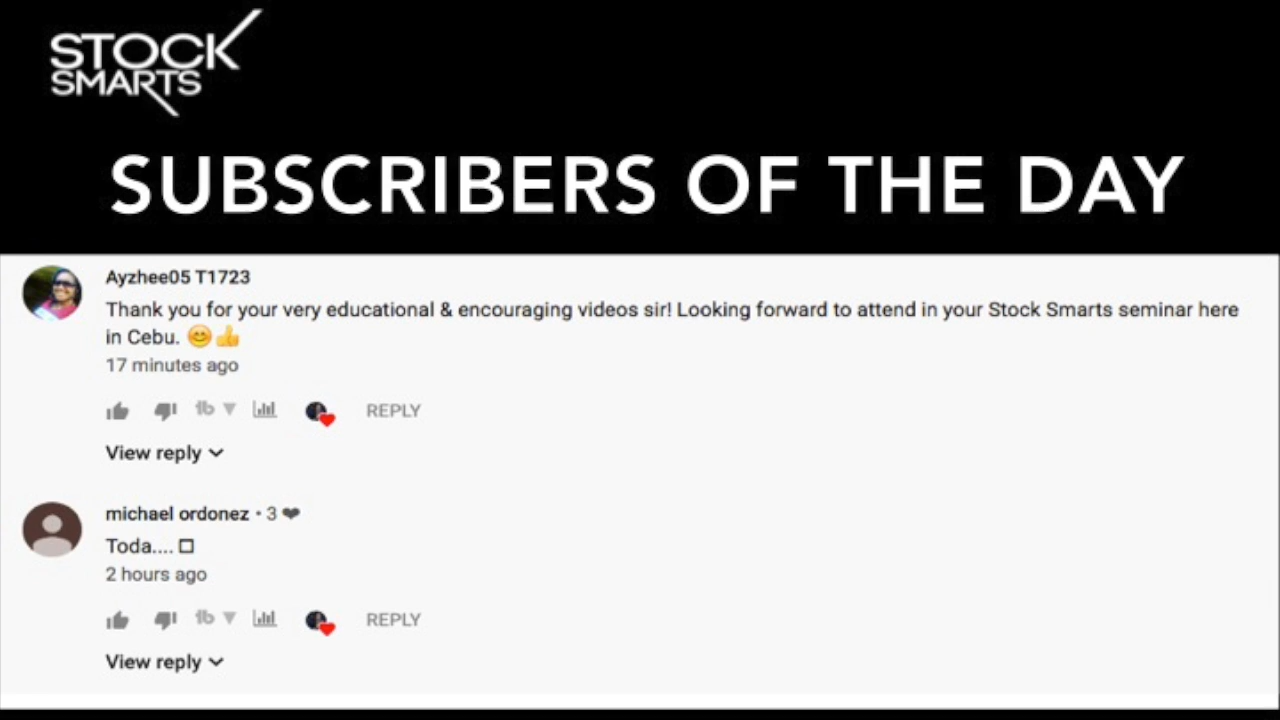 STOCK
SMARTS
SUBSCRIBERS OF THE DAY
Ayzhee05 T1723
Thank you for your very educational & encouraging videos sir! Looking forward to attend in your Stock Smarts seminar here
in Cebu. 😊👍
17 minutes ago
tb REPLY
View reply
michael ordonez • 3 ❤
Toda.... □
2 hours ago
tb REPLY
View reply